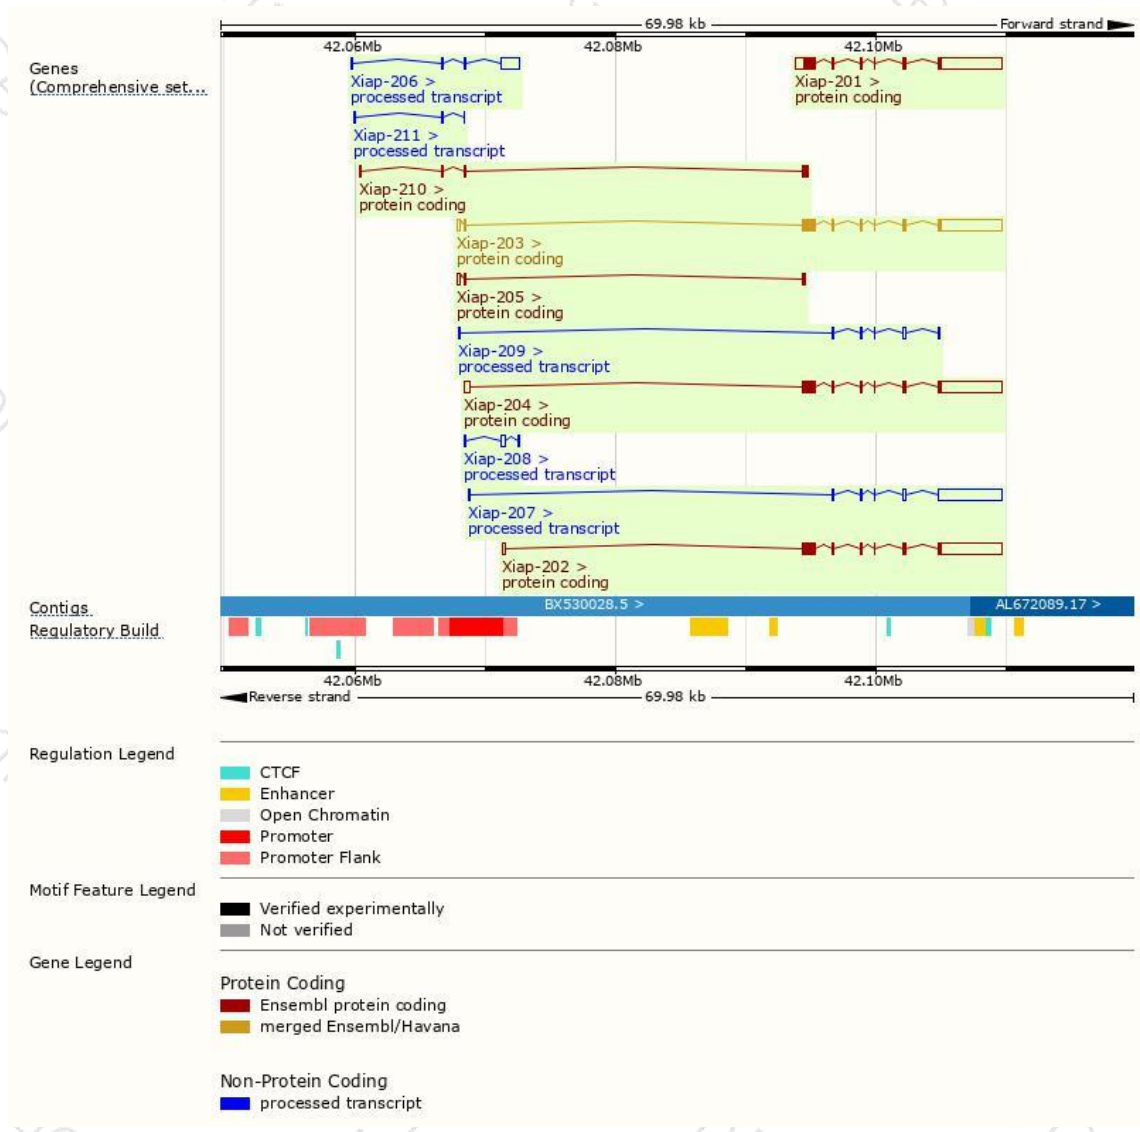 69.98 kb Forward strand
42.06Mb 42.08Mb 42.10Mb
Genes
(Comprehensive set...
Xiap-206 > Xiap-201 >
processed transcript protein coding
Xiap-211 >
processed transcript
Xiap-210 >
protein coding
Xiap-203 >
protein coding
Xiap-205 >
protein coding
Xiap-209 >
processed transcript
Xiap-204 >
protein coding
Xiap-208 >
processed transcript
Xiap-207 >
processed transcript
Xiap-202 >
protein coding
Contigs BX530028.5 > AL672089.17 >
Regulatory Build
42.06Mb 42.08Mb 42.10Mb
Reverse strand 69.98 kb
Regulation Legend
CTCF
Enhancer
Open Chromatin
Promoter
Promoter Flank
Motif Feature Legend
Verified experimentally
Not verified
Gene Legend
Protein Coding
Ensembl protein coding
merged Ensembl/Havana
Non-Protein Coding
processed transcript